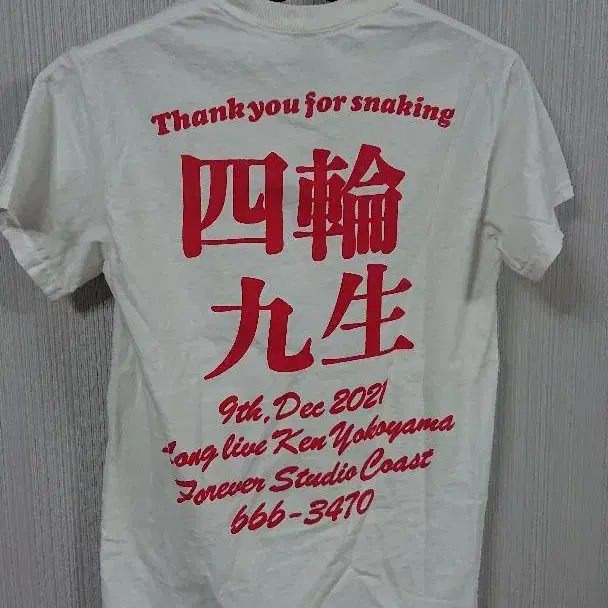 Thank you for snaking
四輪
九生
9th, Dec 2021
Long live Ken Yokoyama
Forever Studio Coast
666-3470